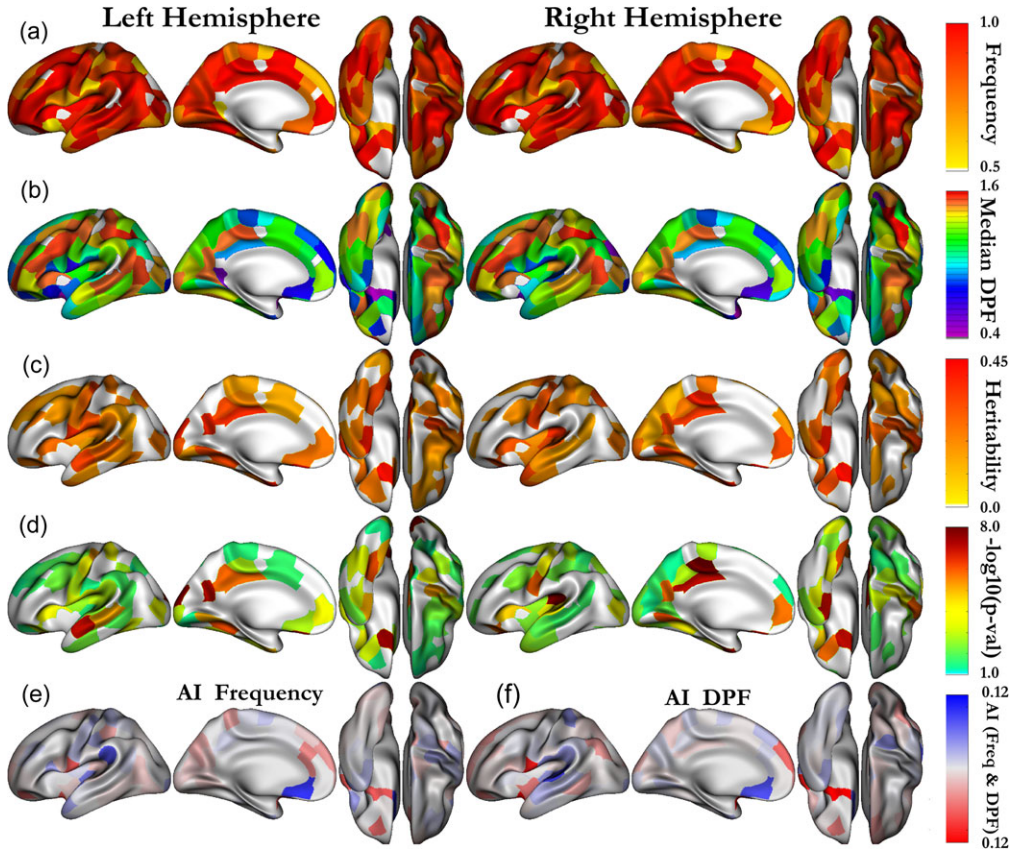 Left Hemisphere
Right Hemisphere
(a)
1.0
Frequency
0.5
(b)
1.6
Median DPF
0.4
(c)
0.45
Heritability
0.0
(d)
8.0
-log10(p-val)
1.0
(e)
AI Frequency
(f)
AI DPF
0.12
AI (Freq & DPF)
0.12